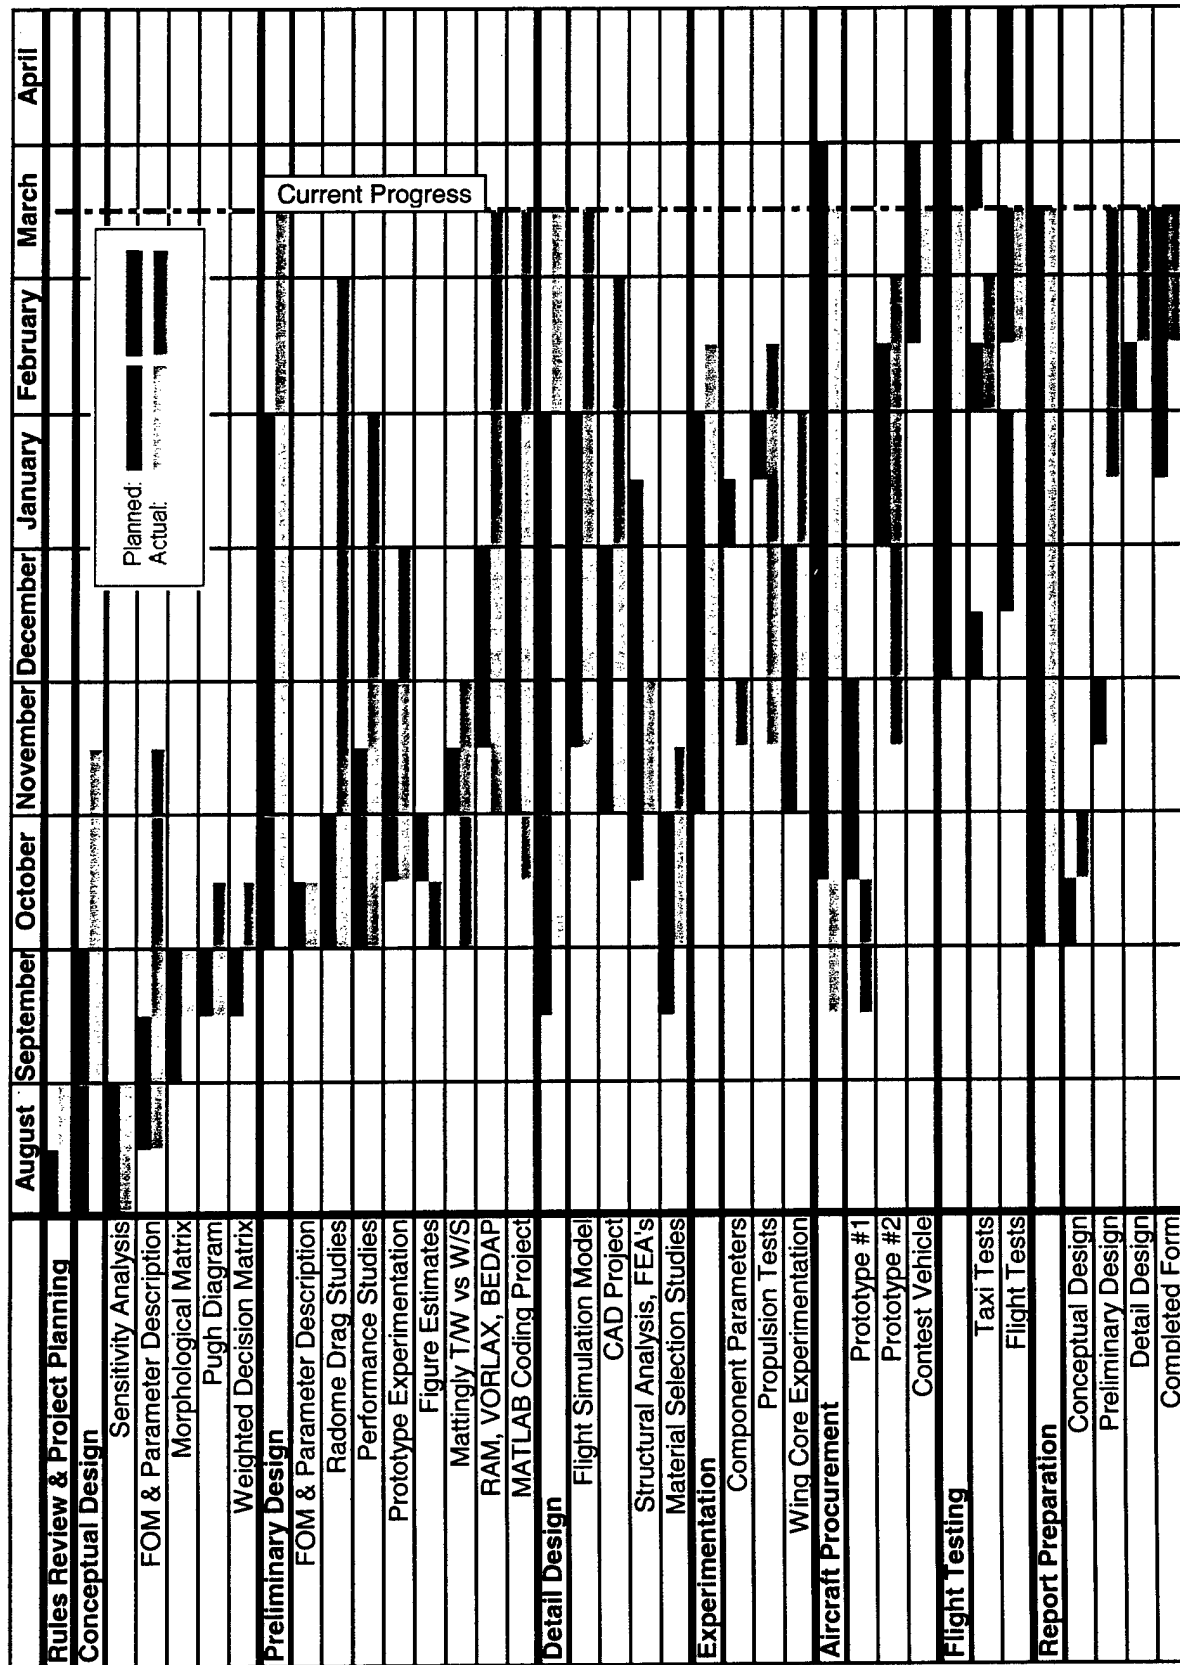 August September October November December January February March April
Rules Review & Project Planning
Conceptual Design
Sensitivity Analysis
FOM & Parameter Description
Morphological Matrix
Pugh Diagram
Weighted Decision Matrix
Preliminary Design
FOM & Parameter Description
Radome Drag Studies
Performance Studies
Prototype Experimentation
Figure Estimates
Mattingly T/W vs W/S
RAM, VORLAX, BEDAP
MATLAB Coding Project
Detail Design
Flight Simulation Model
CAD Project
Structural Analysis, FEA's
Material Selection Studies
Experimentation
Component Parameters
Propulsion Tests
Wing Core Experimentation
Aircraft Procurement
Prototype #1
Prototype #2
Contest Vehicle
Flight Testing
Taxi Tests
Flight Tests
Report Preparation
Conceptual Design
Preliminary Design
Detail Design
Completed Form
Planned:
Actual:
Current Progress